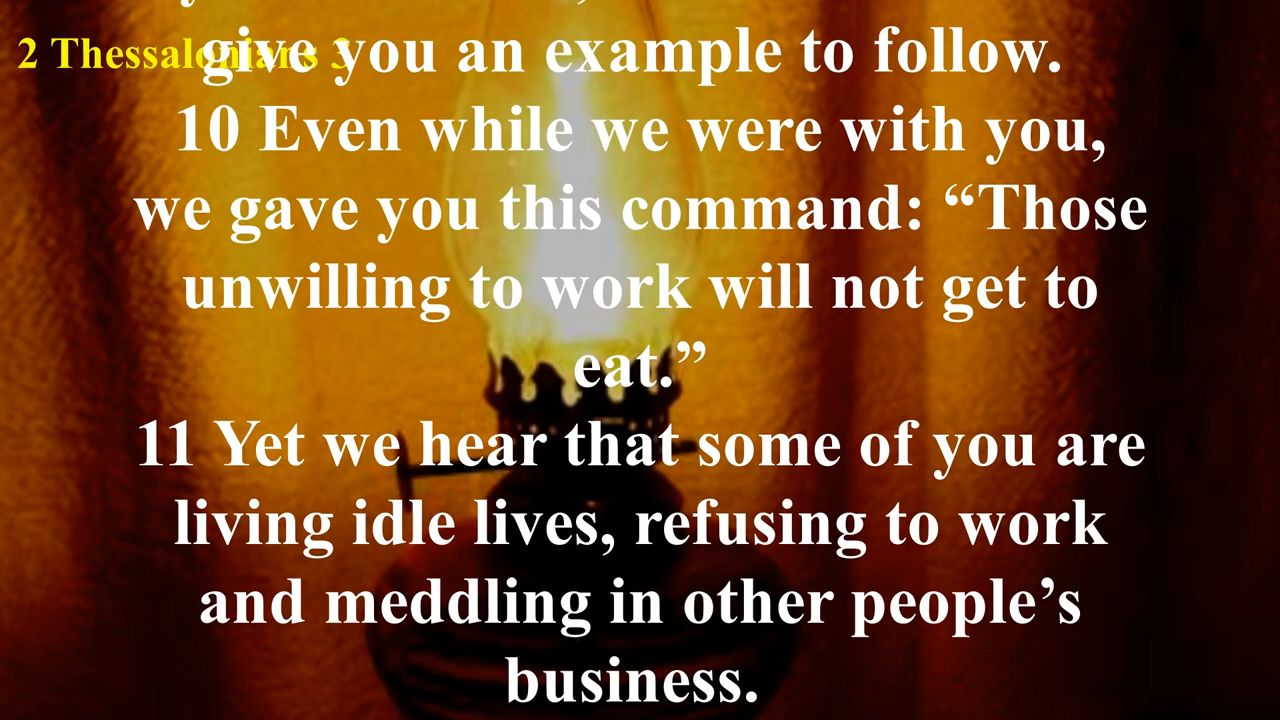 2 Thessalonians 3
give you an example to follow.
10 Even while we were with you,
we gave you this command: “Those
unwilling to work will not get to
eat.”
11 Yet we hear that some of you are
living idle lives, refusing to work
and meddling in other people’s
business.